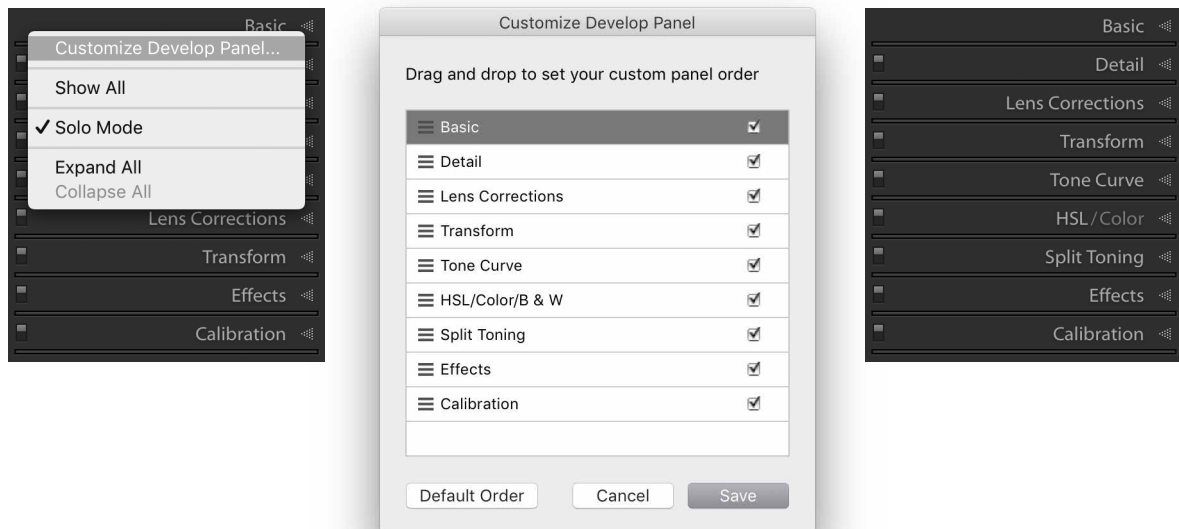 Basic
Customize Develop Panel...
Show All
Solo Mode
Expand All
Collapse All
Lens Corrections
Transform
Effects
Calibration
Customize Develop Panel
Drag and drop to set your custom panel order
Basic
Detail
Lens Corrections
Transform
Tone Curve
HSL/Color/B & W
Split Toning
Effects
Calibration
Default Order
Cancel
Save
Basic
Detail
Lens Corrections
Transform
Tone Curve
HSL/Color
Split Toning
Effects
Calibration